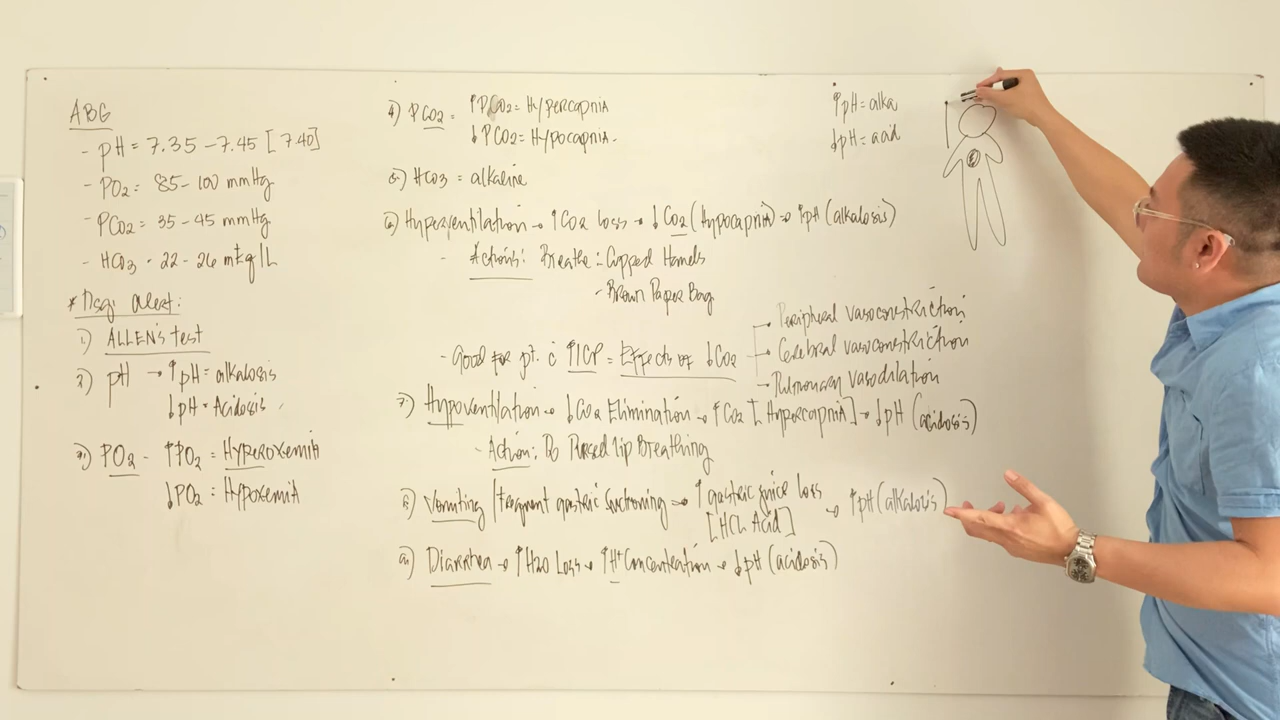 ABG
- pH = 7.35 - 7.45 [7.40]
- PO2 = 85 - 100 mmHg
- PCO2 = 35 - 45 mmHg
- HCO3 - 22 - 26 mEq/L
* Nsg. alert:
1.) ALLEN's test
2.) pH → ↑pH = alkalosis
↓pH = Acidosis
3.) PO2 - ↑PO2 = Hyperoxemia
↓PO2 = Hypoxemia
4.) PCO2 = ↑PCO2 = Hypercapnia
↓PCO2 = Hypocapnia
5.) HCO3 = alkaline
6.) Hyperventilation → ↑CO2 Loss → ↓CO2 (Hypocapnia) → ↑pH (alkalosis)
- Actions: Breathe : Cupped Hands
- Brown Paper Bag
- Good for pt. c̄ ↑ICP = Effects of ↓CO2
→ Peripheral vasoconstriction
→ Cerebral vasoconstriction
→ Pulmonary vasodilation
7.) Hypoventilation → ↓CO2 Elimination → ↑CO2 [Hypercapnia] → ↓pH (acidosis)
- Action: Do Pursed lip Breathing
8.) Vomiting / frequent gastric suctioning → ↑gastric juice loss → ↑pH (alkalosis)
[HCl Acid]
9.) Diarrhea → ↑H2O Loss → ↑H+ Concentration → ↓pH (acidosis)
↑pH = alka
↓pH = acid